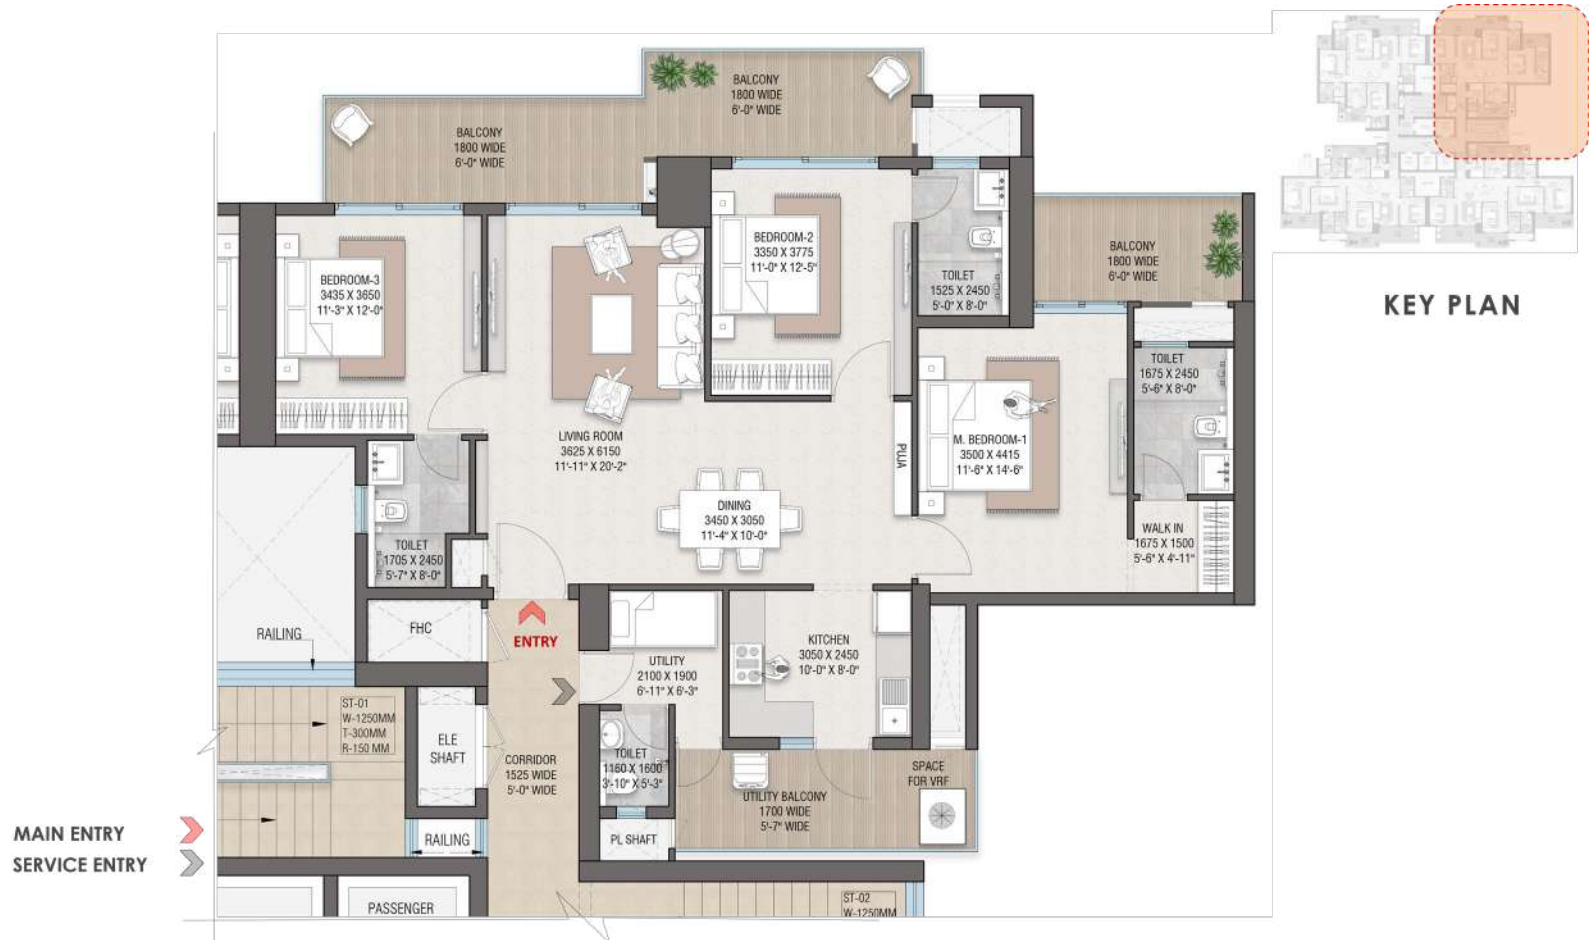 BALCONY
1800 WIDE
6'-0" WIDE
BALCONY
1800 WIDE
6'-0" WIDE
BEDROOM-3
3435 X 3650
11'-3" X 12'-0"
BEDROOM-2
3350 X 3775
11'-0" X 12'-5"
TOILET
1525 X 2450
5'-0" X 8'-0"
BALCONY
1800 WIDE
6'-0" WIDE
KEY PLAN
TOILET
1675 X 2450
5'-6" X 8'-0"
LIVING ROOM
3625 X 6150
11'-11" X 20'-2"
PUJA
M. BEDROOM-1
3500 X 4415
11'-6" X 14'-6"
DINING
3450 X 3050
11'-4" X 10'-0"
WALK IN
1675 X 1500
5'-6" X 4'-11"
TOILET
1705 X 2450
5'-7" X 8'-0"
FHC
RAILING
ENTRY
UTILITY
2100 X 1900
6'-11" X 6'-3"
KITCHEN
3050 X 2450
10'-0" X 8'-0"
ST-01
W-1250MM
T-300MM
R-150 MM
ELE
SHAFT
CORRIDOR
1525 WIDE
5'-0" WIDE
TOILET
1160 X 1600
3'-10" X 5'-3"
UTILITY BALCONY
1700 WIDE
5'-7" WIDE
SPACE
FOR VRF
MAIN ENTRY
SERVICE ENTRY
RAILING
PL SHAFT
PASSENGER
ST-02
W-1250MM